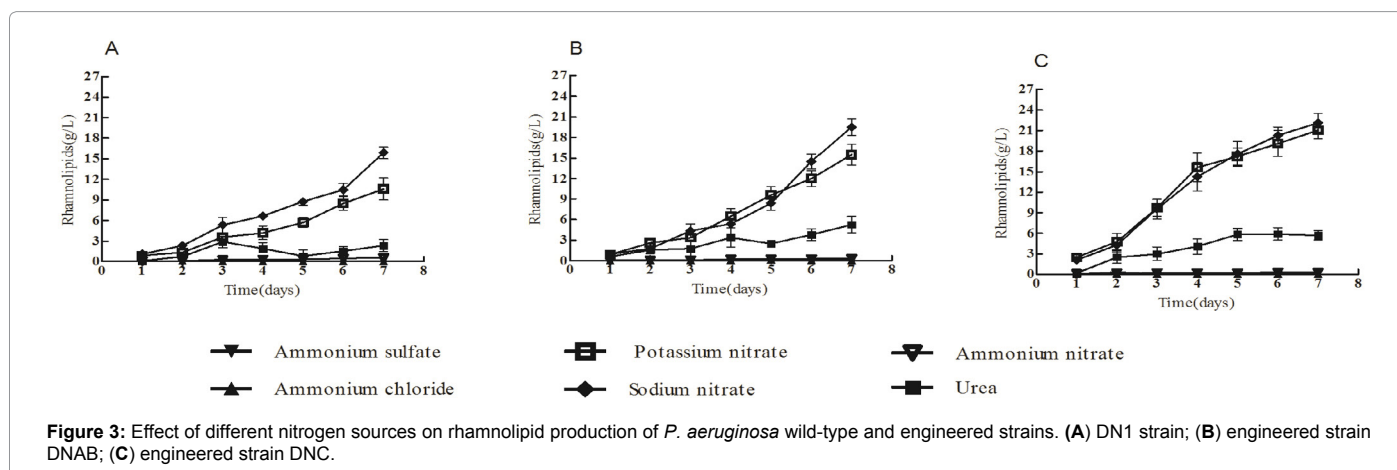 A
Rhamnolipids(g/L)
27
24
21
18
15
12
9
6
3
0
0 1 2 3 4 5 6 7 8
Time(days)
B
Rhamnolipids(g/L)
27
24
21
18
15
12
9
6
3
0
0 1 2 3 4 5 6 7 8
Time(days)
C
Rhamnolipids(g/L)
27
24
21
18
15
12
9
6
3
0
0 1 2 3 4 5 6 7 8
Time(days)
Ammonium sulfate
Potassium nitrate
Ammonium nitrate
Ammonium chloride
Sodium nitrate
Urea
Figure 3: Effect of different nitrogen sources on rhamnolipid production of P. aeruginosa wild-type and engineered strains. (A) DN1 strain; (B) engineered strain
DNAB; (C) engineered strain DNC.